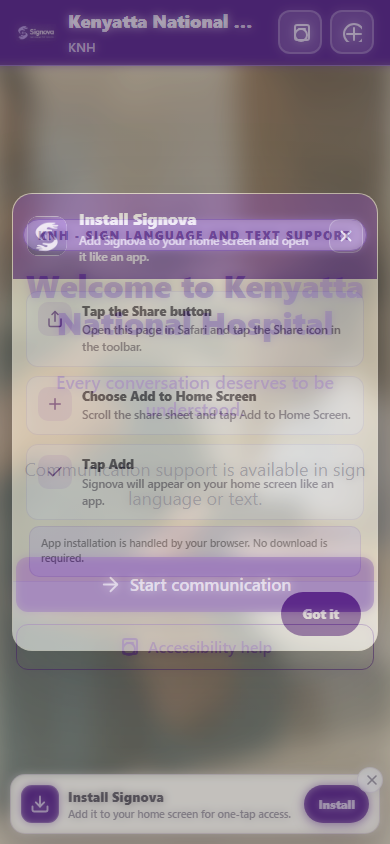 Signova
Kenyatta National ...
KNH
KNH - SIGN LANGUAGE AND TEXT SUPPORT
Install Signova
Add Signova to your home screen and open
it like an app.
Welcome to Kenyatta
National Hospital
Tap the Share button
Open this page in Safari and tap the Share icon in
the toolbar.
Every conversation deserves to be
understood
Choose Add to Home Screen
Scroll the share sheet and tap Add to Home Screen.
Communication support is available in sign
language or text.
Tap Add
Signova will appear on your home screen like an
app.
App installation is handled by your browser. No download is
required.
Start communication
Got it
Accessibility help
Install Signova
Add it to your home screen for one-tap access.
Install